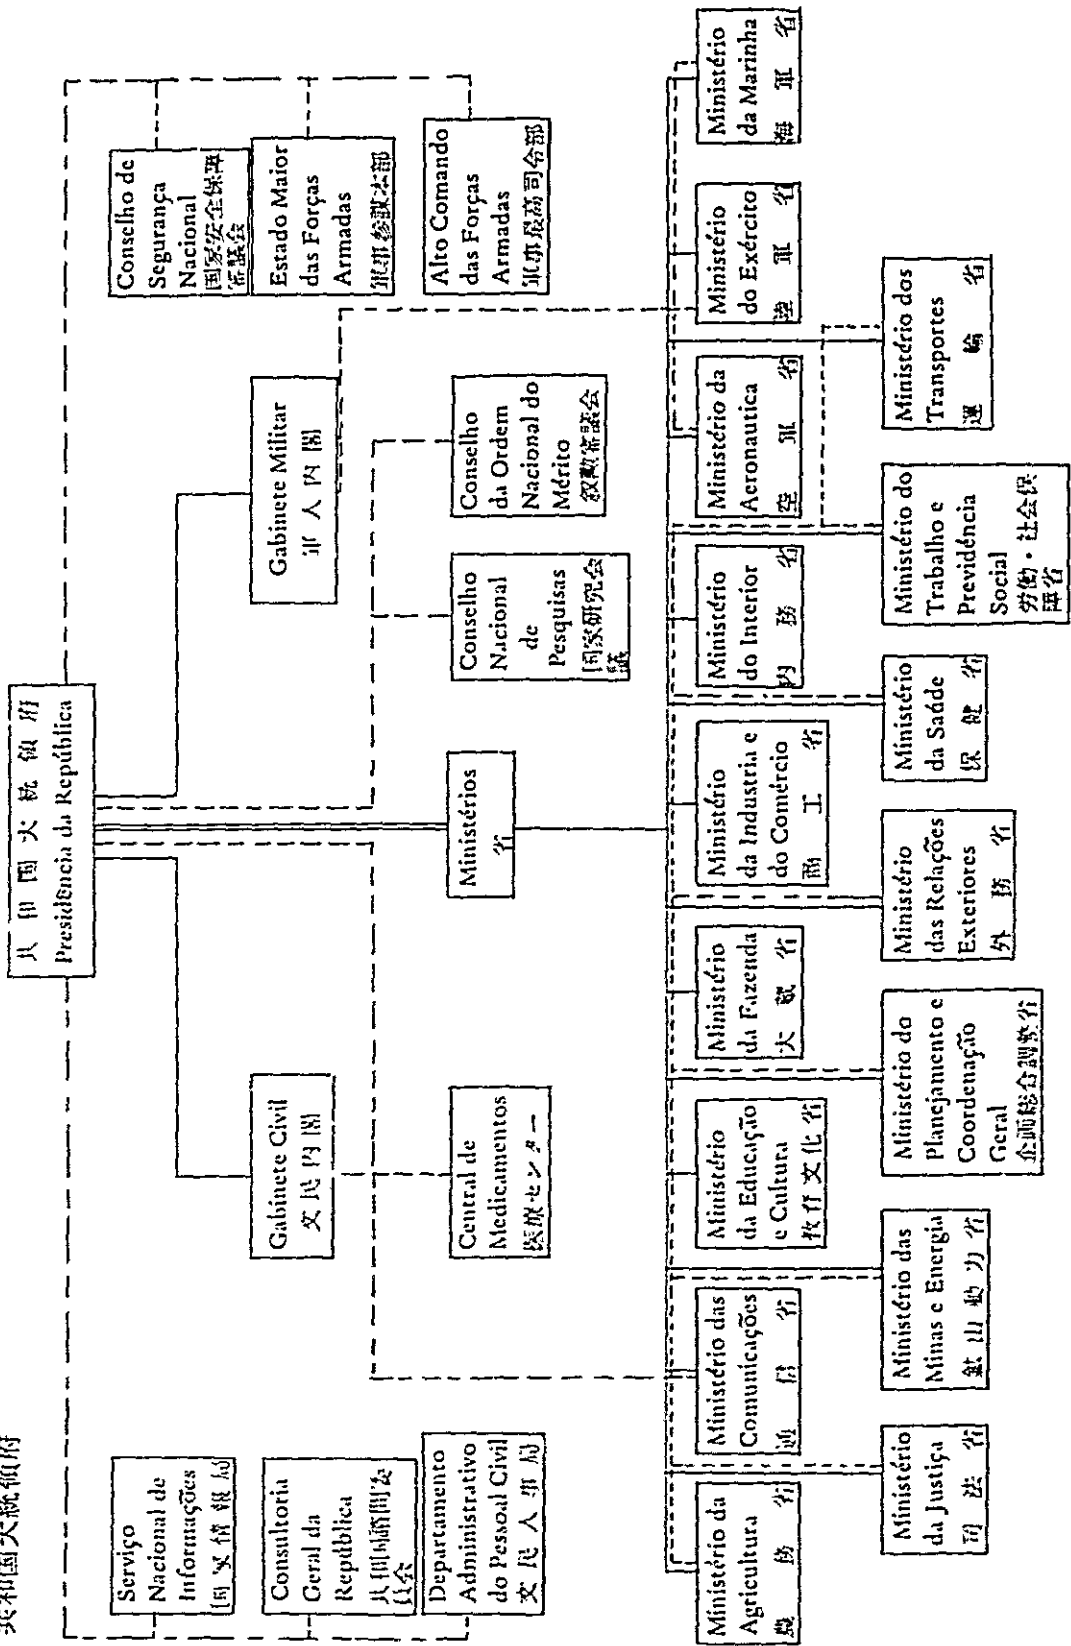 共和国大統領府
共和国大統領府
Presidência da República
Serviço
Nacional de
Informações
国家情報局
Consultoria
Geral da
República
Departamento
Administrativo
do Pessoal Civil
文民人事局
Gabinete Civil
文民内閣
Gabinete Militar
軍人内閣
Conselho de
Segurança
Nacional
国家安全保障
審議会
Estado Maior
das Forças
Armadas
軍事参謀本部
Alto Comando
das Forças
Armadas
軍事最高司令部
Central de
Medicamentos
医療センター
Ministérios
省
Conselho
Nacional
de
Pesquisas
国家研究会
議
Conselho
da Ordem
Nacional do
Mérito
叙勲審議会
Ministério da
Agricultura
農務省
Ministério das
Comunicações
通信省
Ministério
da Educação
e Cultura
教育文化省
Ministério
da Fazenda
大蔵省
Ministério
da Industria e
do Comércio
商工省
Ministério
do Interior
内務省
Ministério da
Aeronautica
空軍省
Ministério
do Exército
陸軍省
Ministério
da Marinha
海軍省
Ministério
da Justiça
司法省
Ministério das
Minas e Energia
鉱山動力省
Ministério do
Planejamento e
Coordenação
Geral
企画総合調整省
Ministério
das Relações
Exteriores
外務省
Ministério
da Saúde
保健省
Ministério do
Trabalho e
Previdência
Social
労働・社会保
障省
Ministério dos
Transportes
運輸省